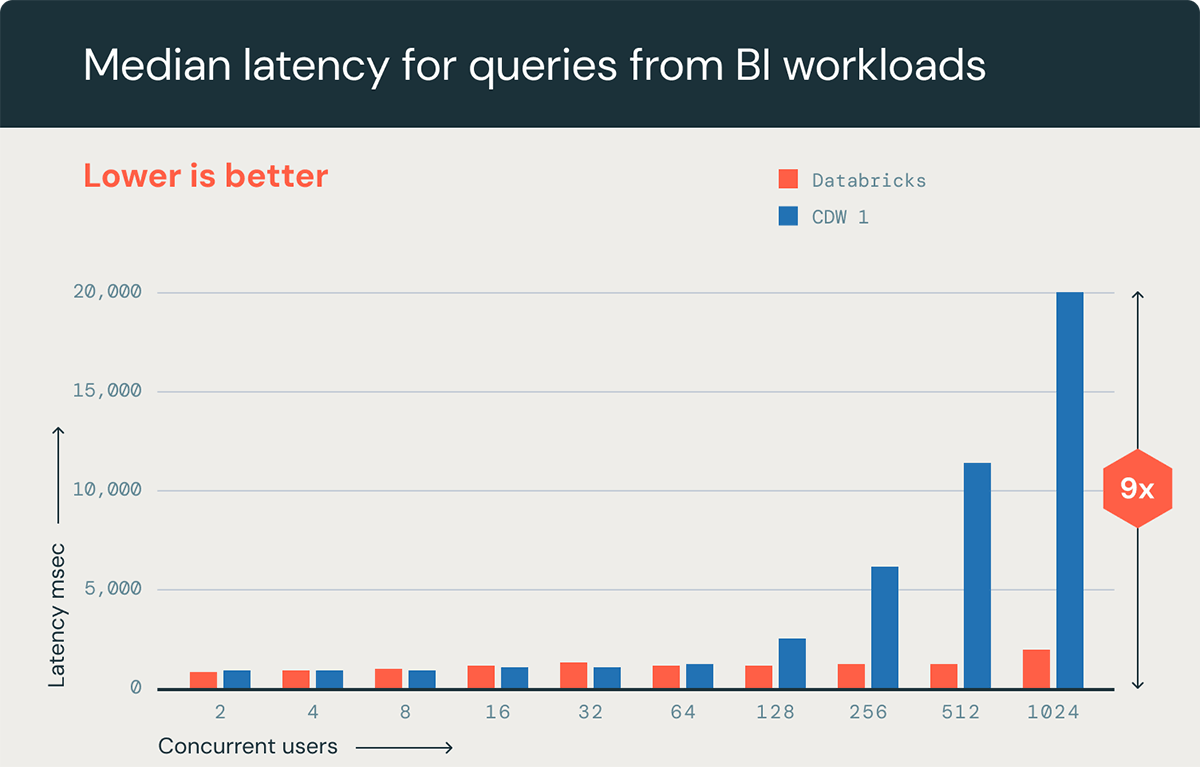 Median latency for queries from BI workloads
Lower is better
Databricks
CDW 1
20,000
15,000
10,000
5,000
0
Latency msec
9x
2 4 8 16 32 64 128 256 512 1024
Concurrent users